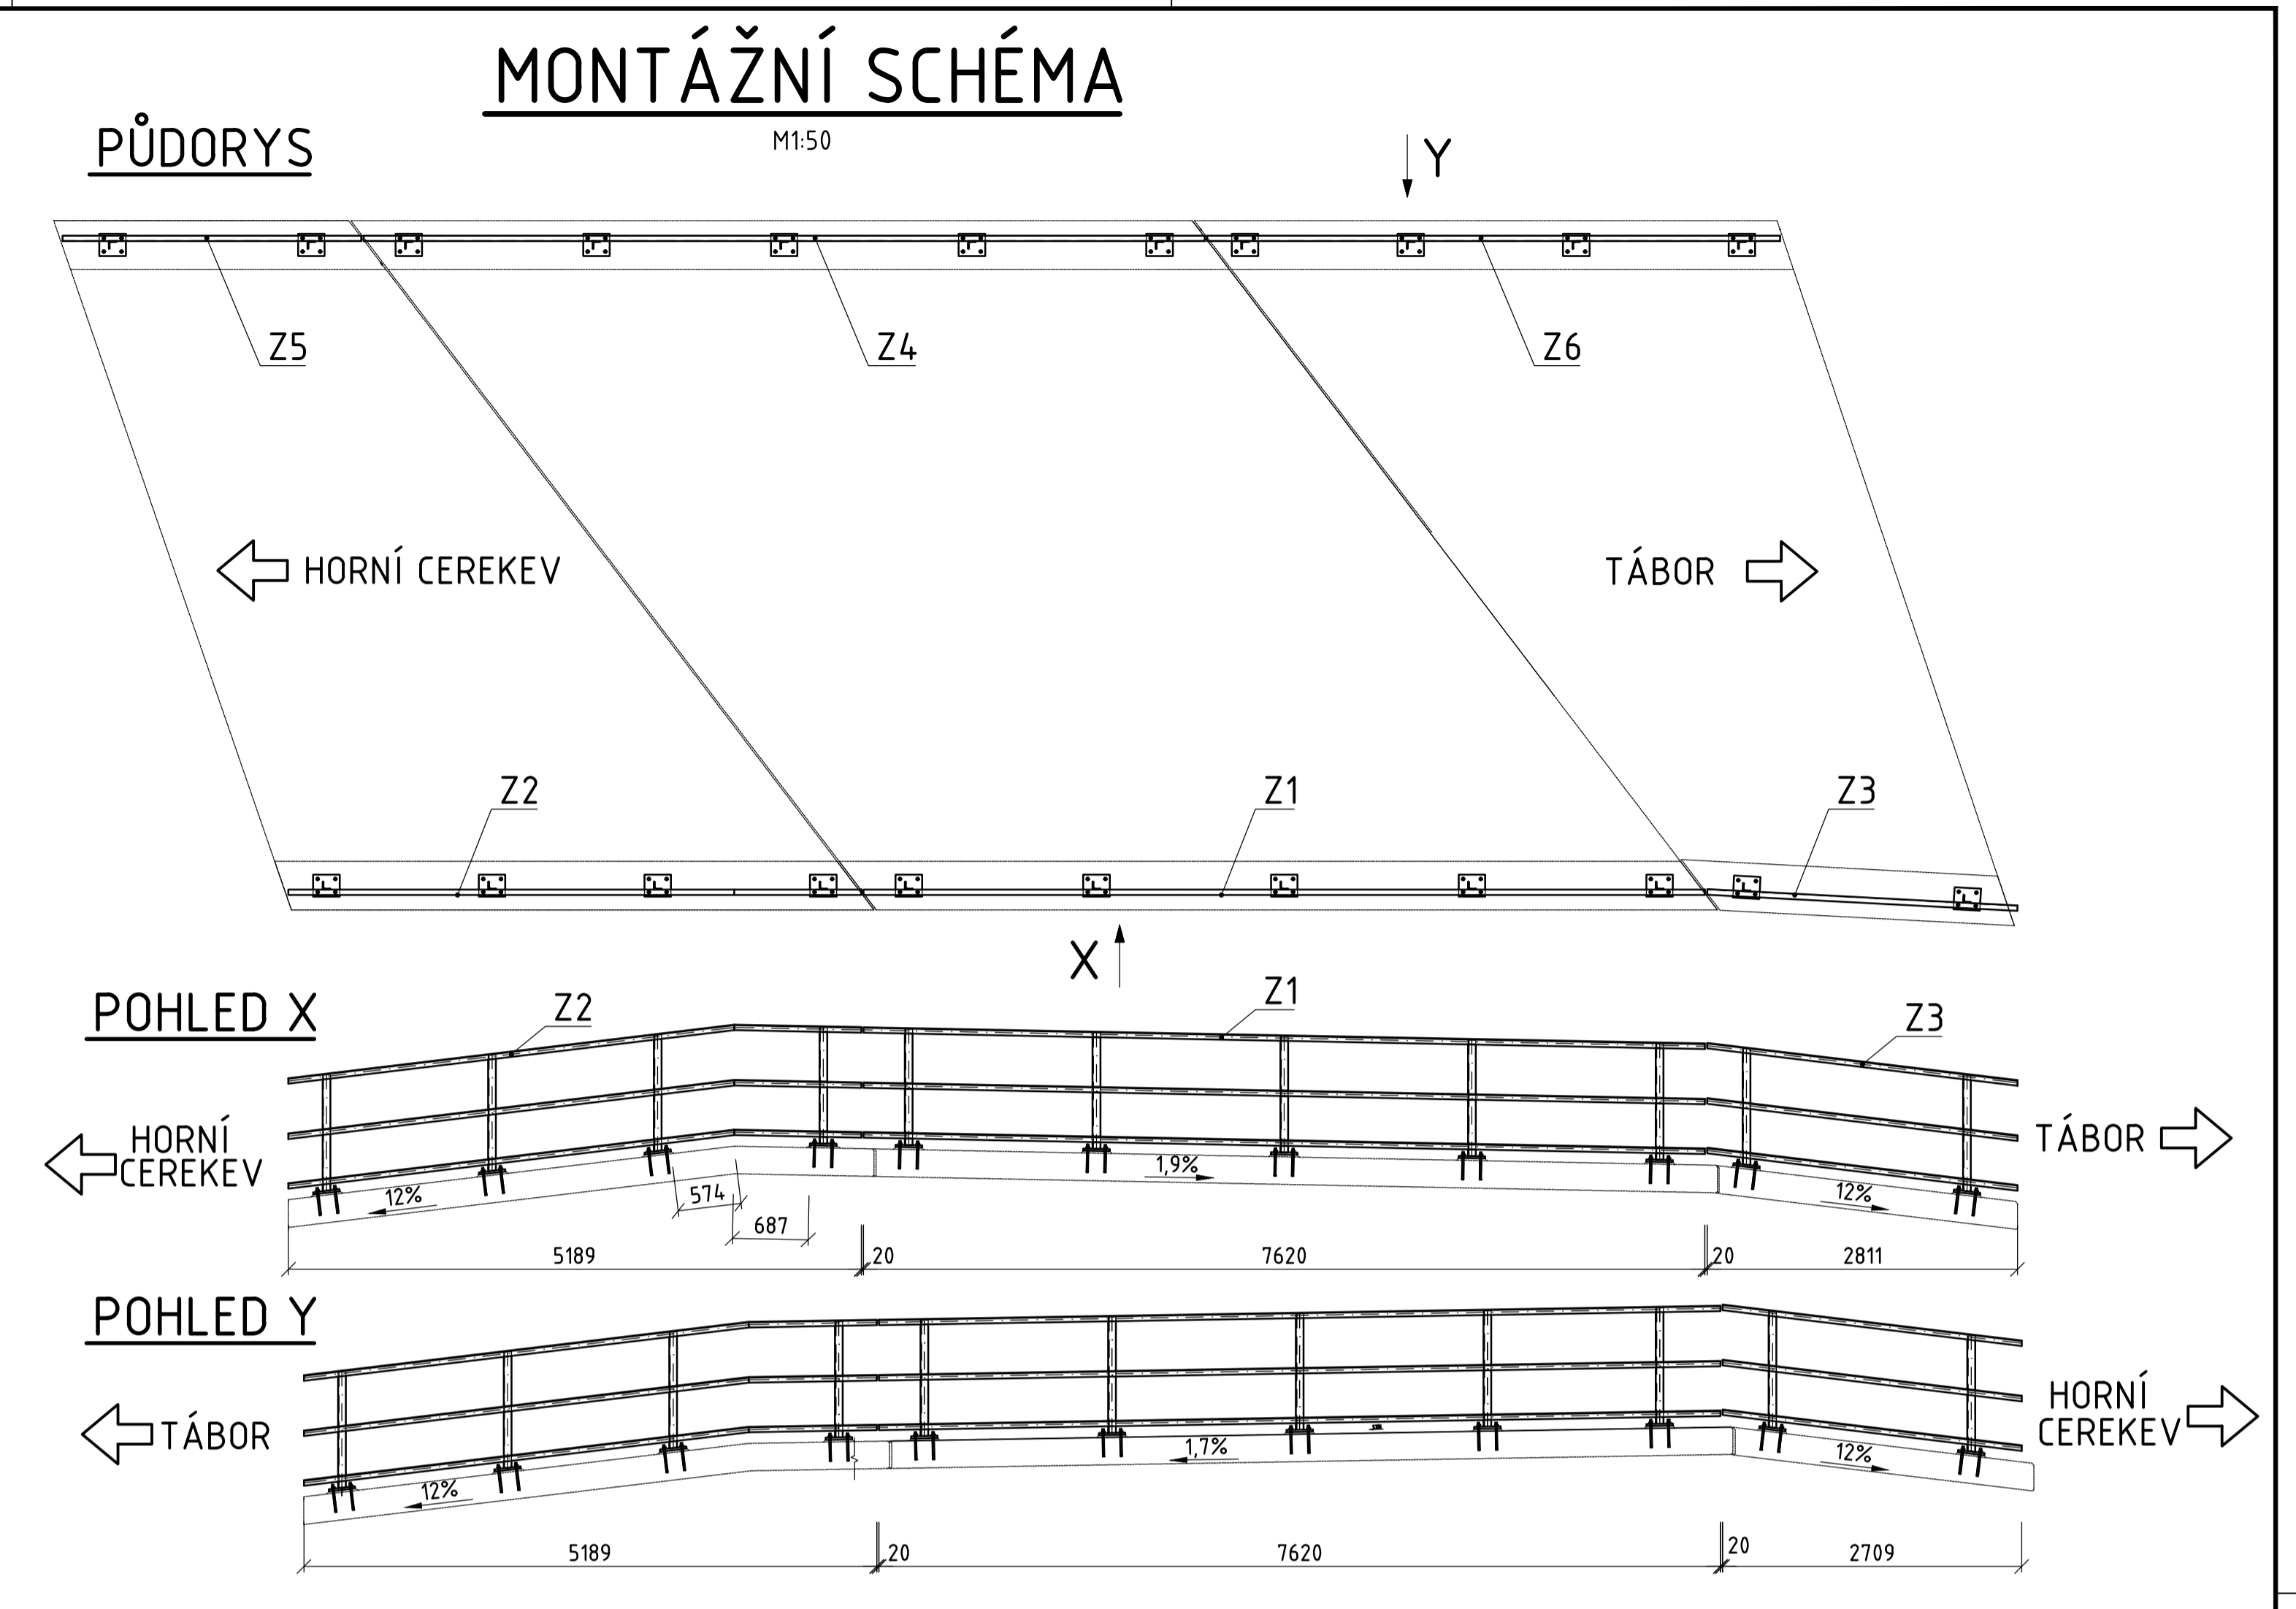 MONTÁŽNÍ SCHÉMA
M1:50
PŮDORYS
Y
Z5
Z4
Z6
HORNÍ CEREKEV
TÁBOR
Z2
Z1
Z3
X
POHLED X
Z2
Z1
Z3
HORNÍ
CEREKEV
TÁBOR
12%
574
687
1,9%
12%
5189
20
7620
20
2811
POHLED Y
TÁBOR
HORNÍ
CEREKEV
12%
1,7%
12%
5189
20
7620
20
2709